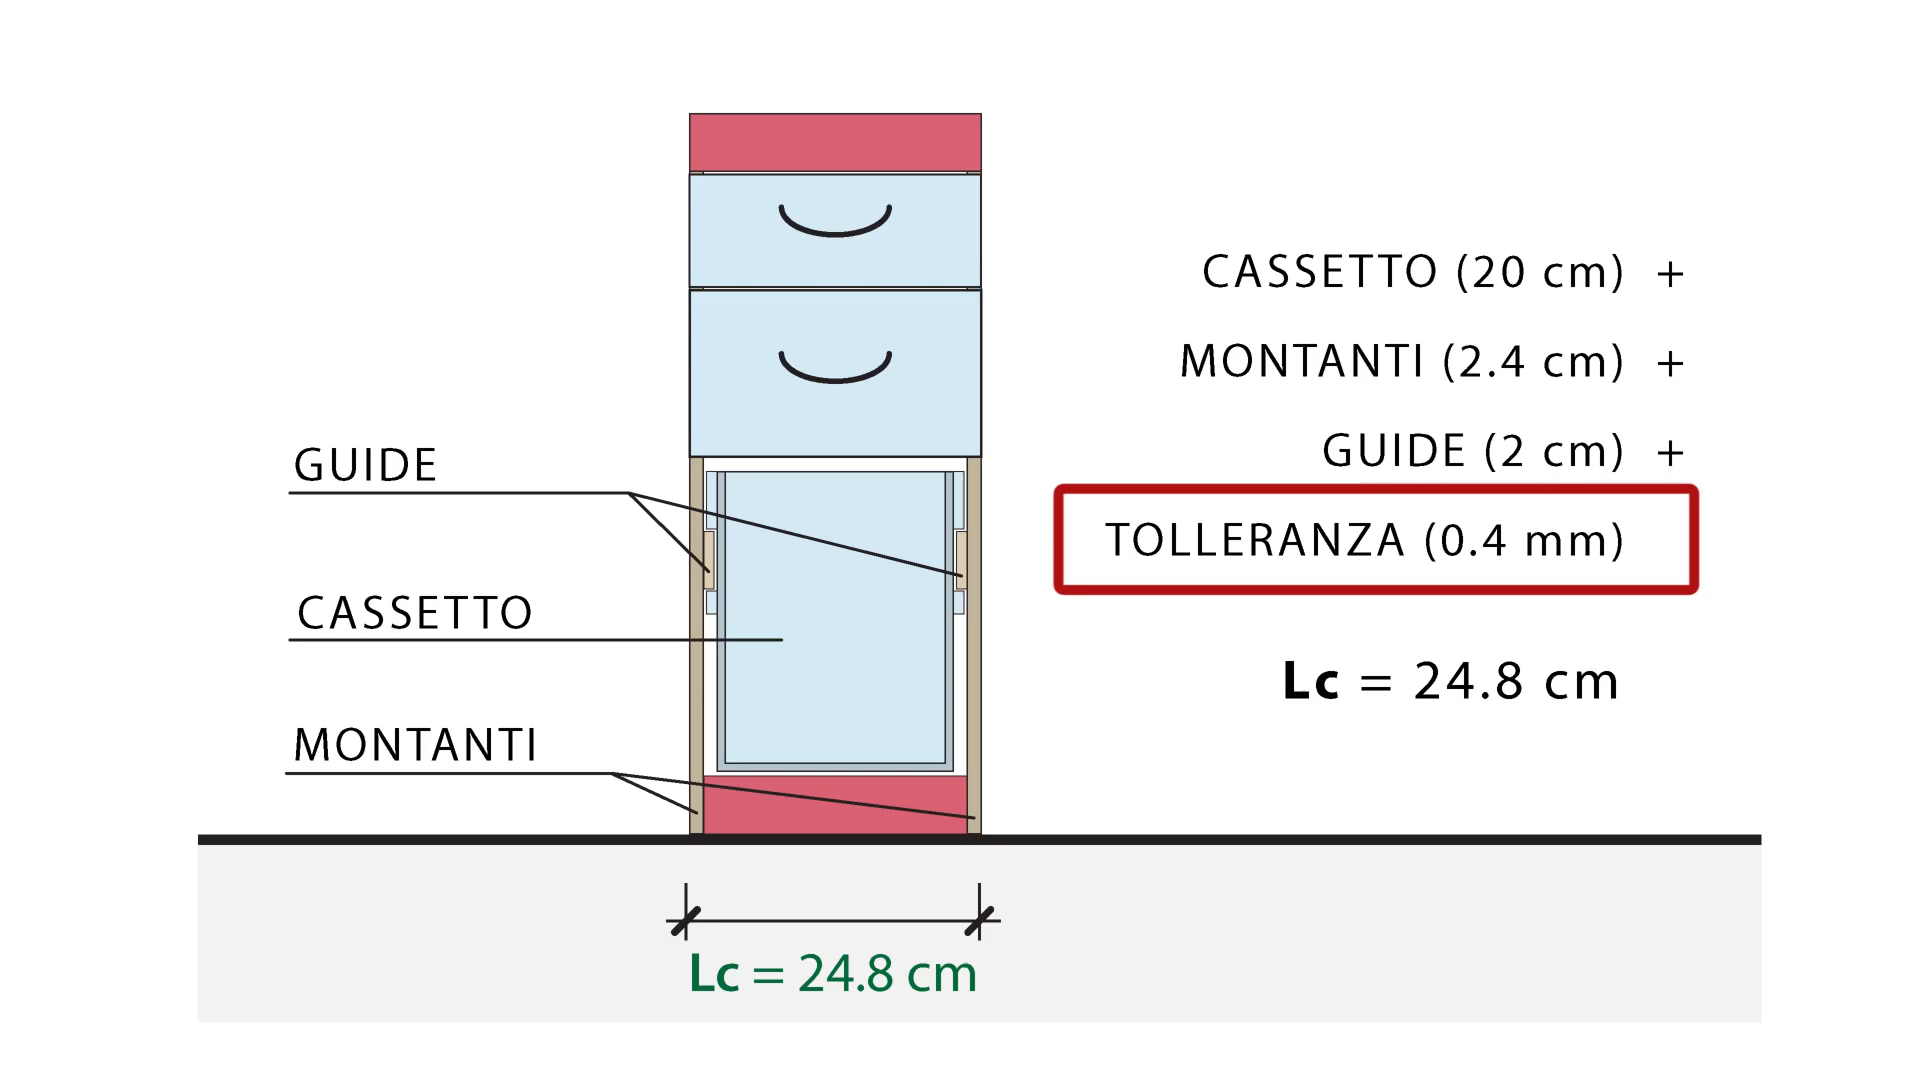 CASSETTO (20 cm) +
MONTANTI (2.4 cm) +
GUIDE (2 cm) +
TOLLERANZA (0.4 mm)
Lc = 24.8 cm
GUIDE
CASSETTO
MONTANTI
Lc = 24.8 cm